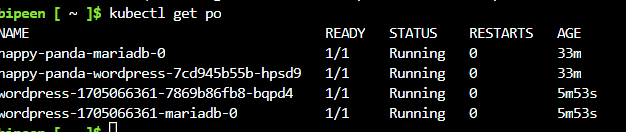 bipeen [ ~ ]$ kubectl get po
NAME READY STATUS RESTARTS AGE
happy-panda-mariadb-0 1/1 Running 0 33m
happy-panda-wordpress-7cd945b55b-hpsd9 1/1 Running 0 33m
wordpress-1705066361-7869b86fb8-bqpd4 1/1 Running 0 5m53s
wordpress-1705066361-mariadb-0 1/1 Running 0 5m53s
bipeen [ ~ ]$